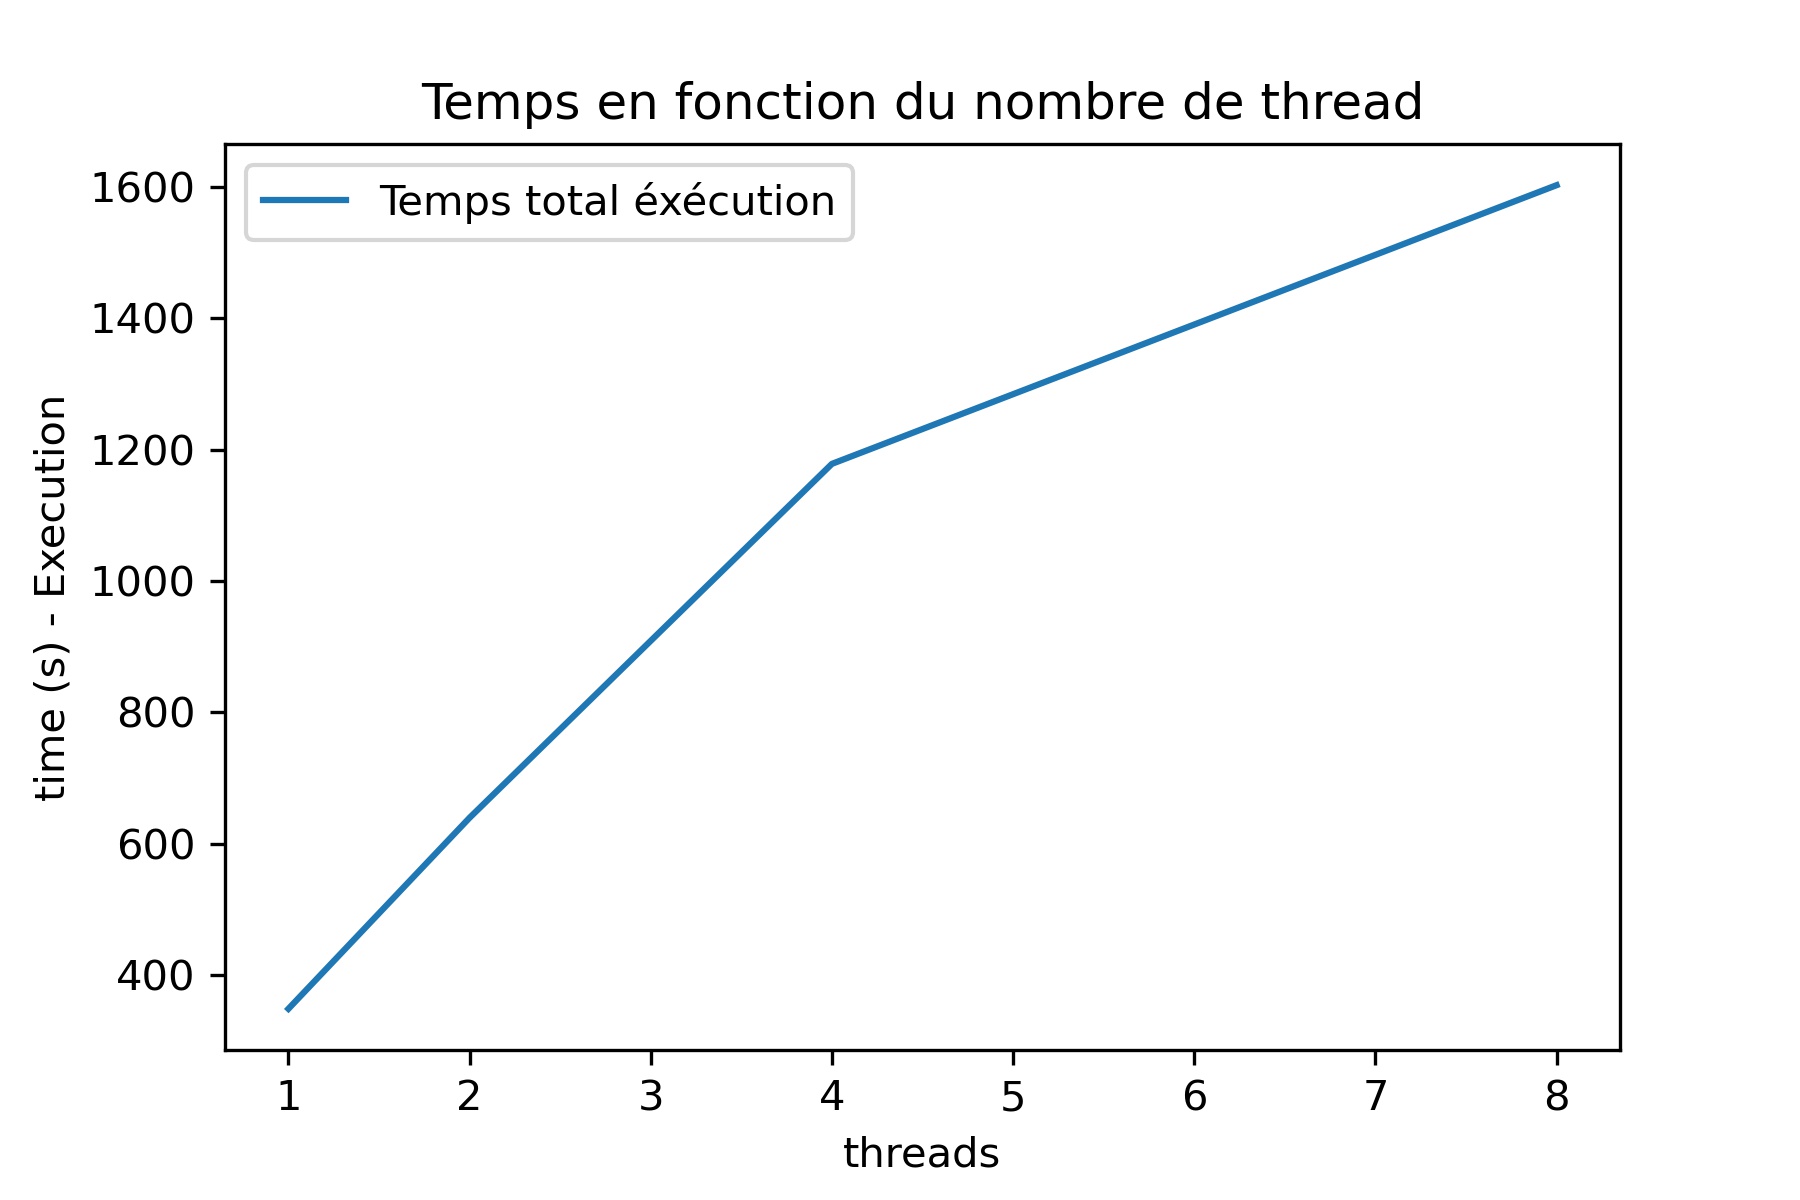 Temps en fonction du nombre de thread
Temps total éxécution
time (s) - Execution
1600
1400
1200
1000
800
600
400
1 2 3 4 5 6 7 8
threads